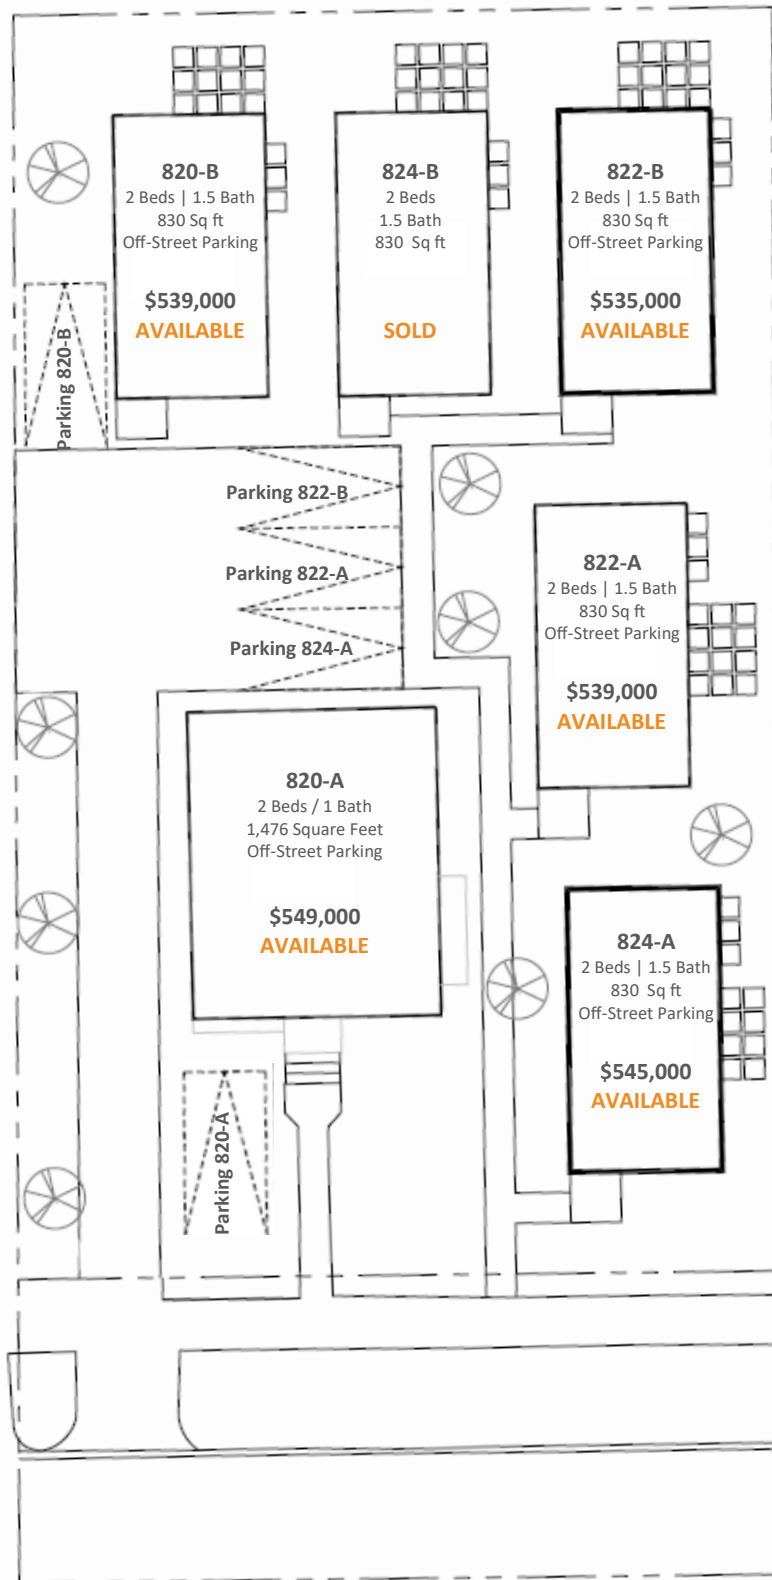 820-B
2 Beds | 1.5 Bath
830 Sq ft
Off-Street Parking
$539,000
AVAILABLE
824-B
2 Beds
1.5 Bath
830 Sq ft
SOLD
822-B
2 Beds | 1.5 Bath
830 Sq ft
Off-Street Parking
$535,000
AVAILABLE
Parking 820-B
Parking 822-B
Parking 822-A
Parking 824-A
822-A
2 Beds | 1.5 Bath
830 Sq ft
Off-Street Parking
$539,000
AVAILABLE
820-A
2 Beds / 1 Bath
1,476 Square Feet
Off-Street Parking
$549,000
AVAILABLE
824-A
2 Beds | 1.5 Bath
830 Sq ft
Off-Street Parking
$545,000
AVAILABLE
Parking 820-A